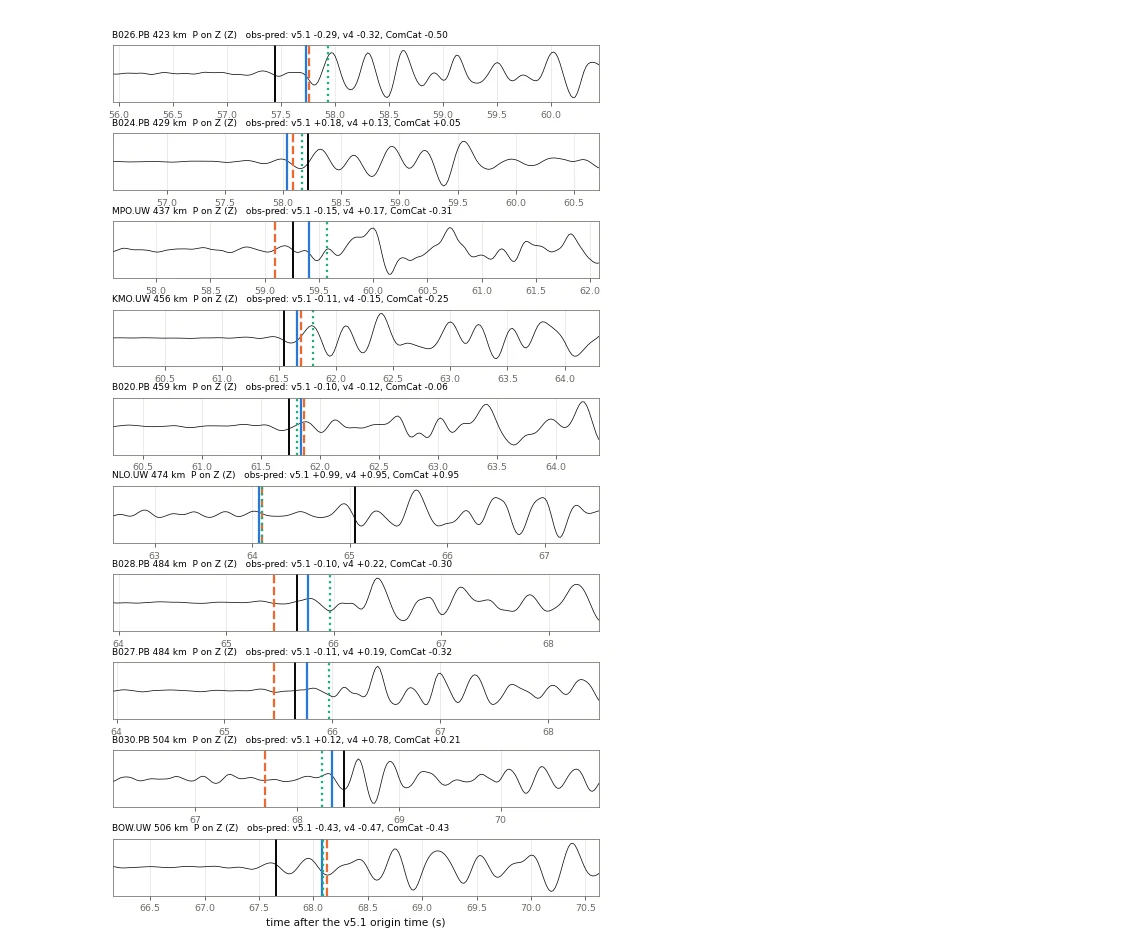 B026.PB 423 km  P on Z (Z)   obs-pred: v5.1 -0.29, v4 -0.32, ComCat -0.50
56.0 56.5 57.0 57.5 58.0 58.5 59.0 59.5 60.0
B024.PB 429 km  P on Z (Z)   obs-pred: v5.1 +0.18, v4 +0.13, ComCat +0.05
57.0 57.5 58.0 58.5 59.0 59.5 60.0 60.5
MPO.UW 437 km  P on Z (Z)   obs-pred: v5.1 -0.15, v4 +0.17, ComCat -0.31
58.0 58.5 59.0 59.5 60.0 60.5 61.0 61.5 62.0
KMO.UW 456 km  P on Z (Z)   obs-pred: v5.1 -0.11, v4 -0.15, ComCat -0.25
60.5 61.0 61.5 62.0 62.5 63.0 63.5 64.0
B020.PB 459 km  P on Z (Z)   obs-pred: v5.1 -0.10, v4 -0.12, ComCat -0.06
60.5 61.0 61.5 62.0 62.5 63.0 63.5 64.0
NLO.UW 474 km  P on Z (Z)   obs-pred: v5.1 +0.99, v4 +0.95, ComCat +0.95
63 64 65 66 67
B028.PB 484 km  P on Z (Z)   obs-pred: v5.1 -0.10, v4 +0.22, ComCat -0.30
64 65 66 67 68
B027.PB 484 km  P on Z (Z)   obs-pred: v5.1 -0.11, v4 +0.19, ComCat -0.32
64 65 66 67 68
B030.PB 504 km  P on Z (Z)   obs-pred: v5.1 +0.12, v4 +0.78, ComCat +0.21
67 68 69 70
BOW.UW 506 km  P on Z (Z)   obs-pred: v5.1 -0.43, v4 -0.47, ComCat -0.43
66.5 67.0 67.5 68.0 68.5 69.0 69.5 70.0 70.5
time after the v5.1 origin time (s)